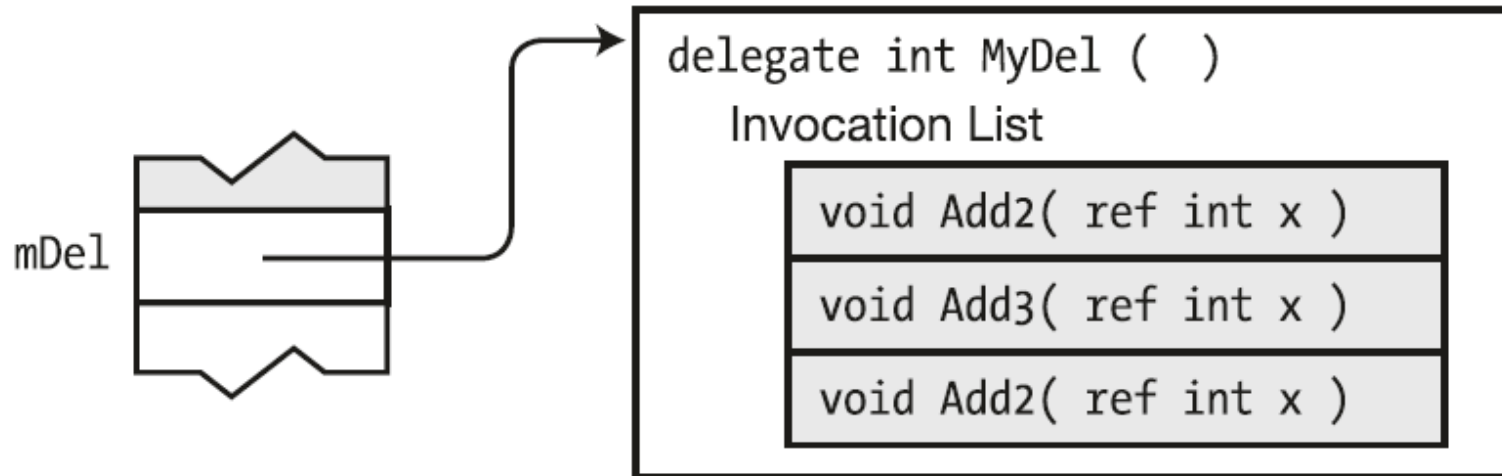 delegate int MyDel ( )
Invocation List
void Add2( ref int x )
mDel
void Add3( ref int x )
void Add2( ref int x )